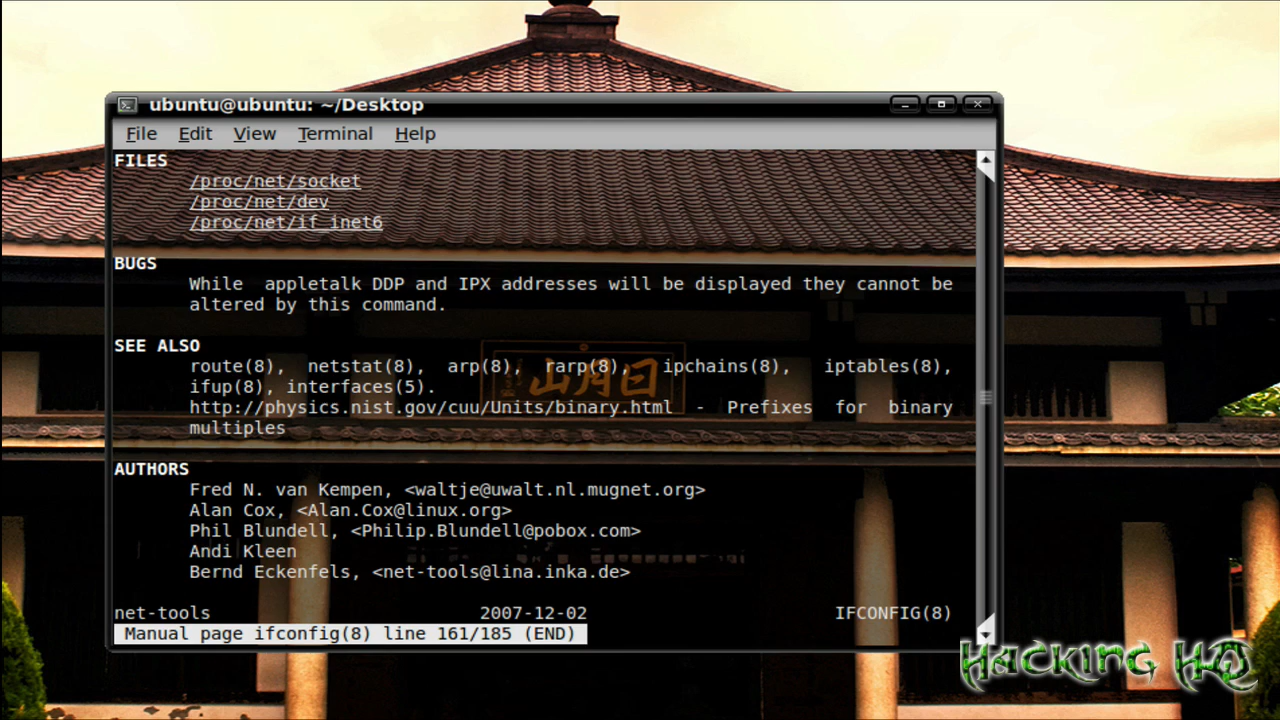 ubuntu@ubuntu: ~/Desktop
File Edit View Terminal Help
FILES
/proc/net/socket
/proc/net/dev
/proc/net/if_inet6
BUGS
While appletalk DDP and IPX addresses will be displayed they cannot be
altered by this command.
SEE ALSO
route(8), netstat(8), arp(8), rarp(8), ipchains(8), iptables(8),
ifup(8), interfaces(5).
http://physics.nist.gov/cuu/Units/binary.html - Prefixes for binary
multiples
山月日
AUTHORS
Fred N. van Kempen, <waltje@uwalt.nl.mugnet.org>
Alan Cox, <Alan.Cox@linux.org>
Phil Blundell, <Philip.Blundell@pobox.com>
Andi Kleen
Bernd Eckenfels, <net-tools@lina.inka.de>
net-tools 2007-12-02 IFCONFIG(8)
Manual page ifconfig(8) line 161/185 (END)
Hacking HQ